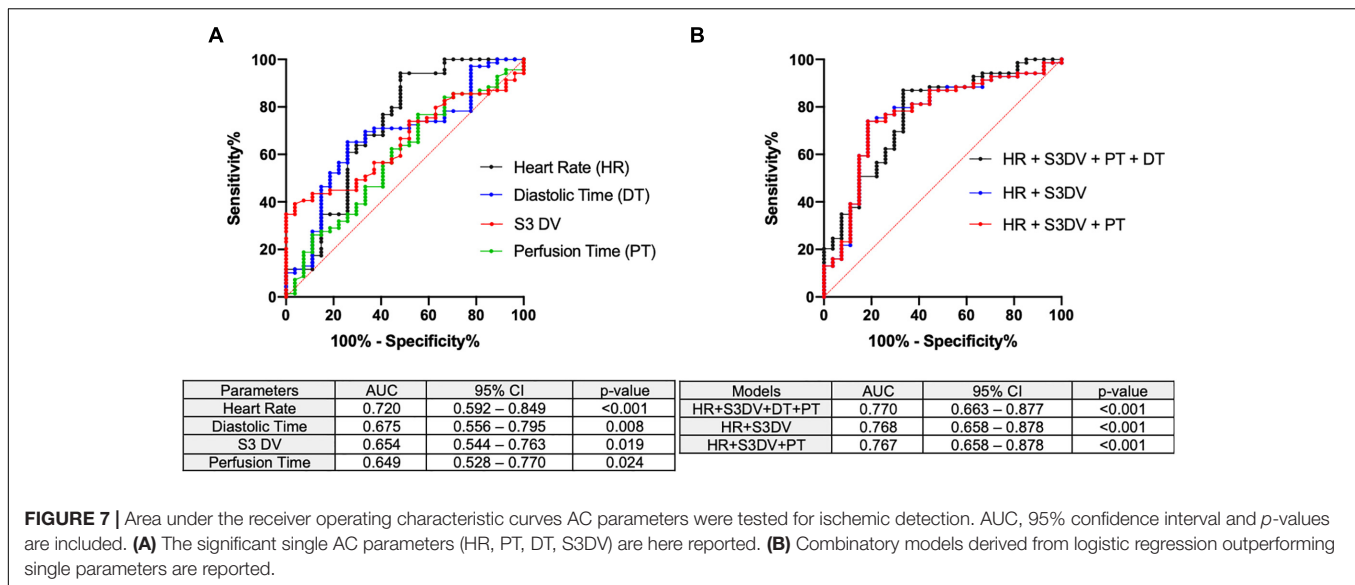 A
B
100
80
60
40
20
0
Sensitivity%
0 20 40 60 80 100
100% - Specificity%
Heart Rate (HR)
Diastolic Time (DT)
S3 DV
Perfusion Time (PT)
100
80
60
40
20
0
Sensitivity%
0 20 40 60 80 100
100% - Specificity%
HR + S3DV + PT + DT
HR + S3DV
HR + S3DV + PT
Parameters AUC 95% CI p-value
Heart Rate 0.720 0.592 – 0.849 <0.001
Diastolic Time 0.675 0.556 – 0.795 0.008
S3 DV 0.654 0.544 – 0.763 0.019
Perfusion Time 0.649 0.528 – 0.770 0.024
Models AUC 95% CI p-value
HR+S3DV+DT+PT 0.770 0.663 – 0.877 <0.001
HR+S3DV 0.768 0.658 – 0.878 <0.001
HR+S3DV+PT 0.767 0.658 – 0.878 <0.001
FIGURE 7 | Area under the receiver operating characteristic curves AC parameters were tested for ischemic detection. AUC, 95% confidence interval and p-values
are included. (A) The significant single AC parameters (HR, PT, DT, S3DV) are here reported. (B) Combinatory models derived from logistic regression outperforming
single parameters are reported.